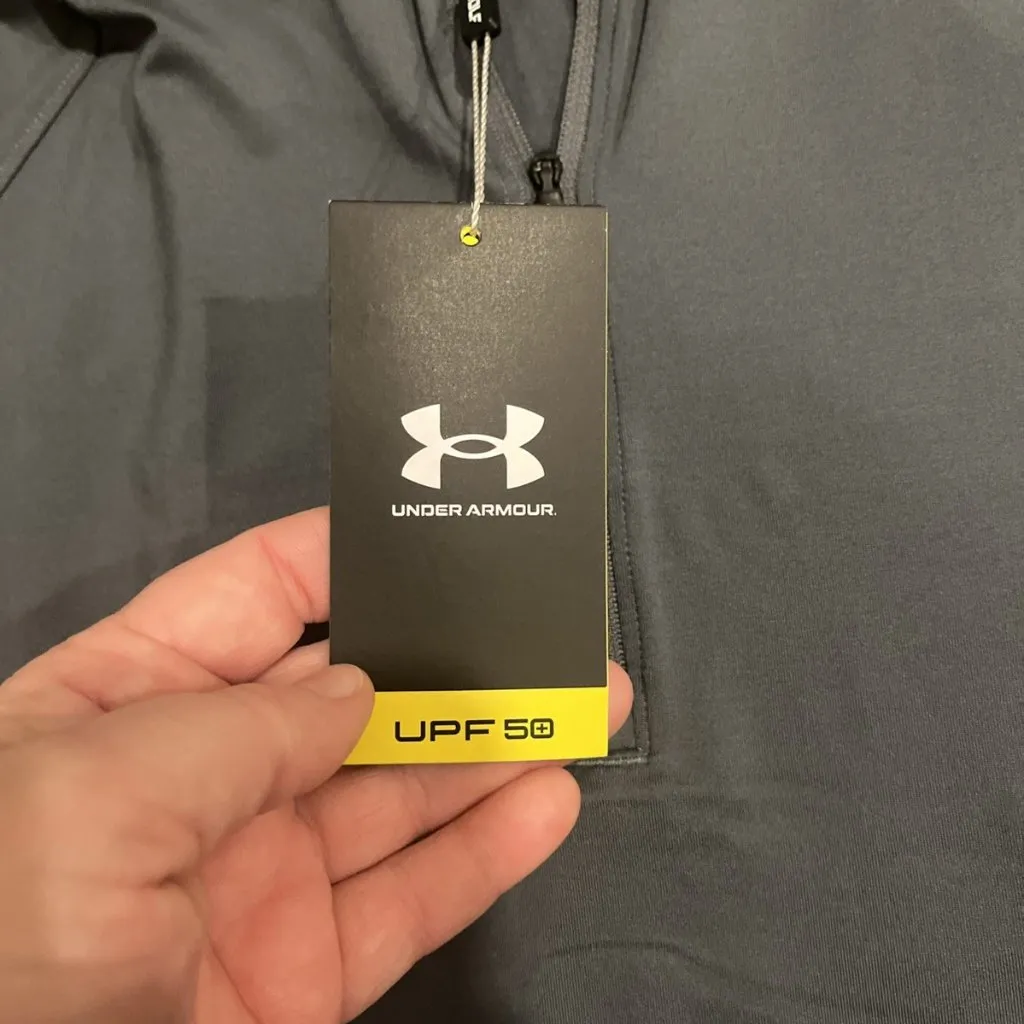 UNDER ARMOUR.
UPF 50+